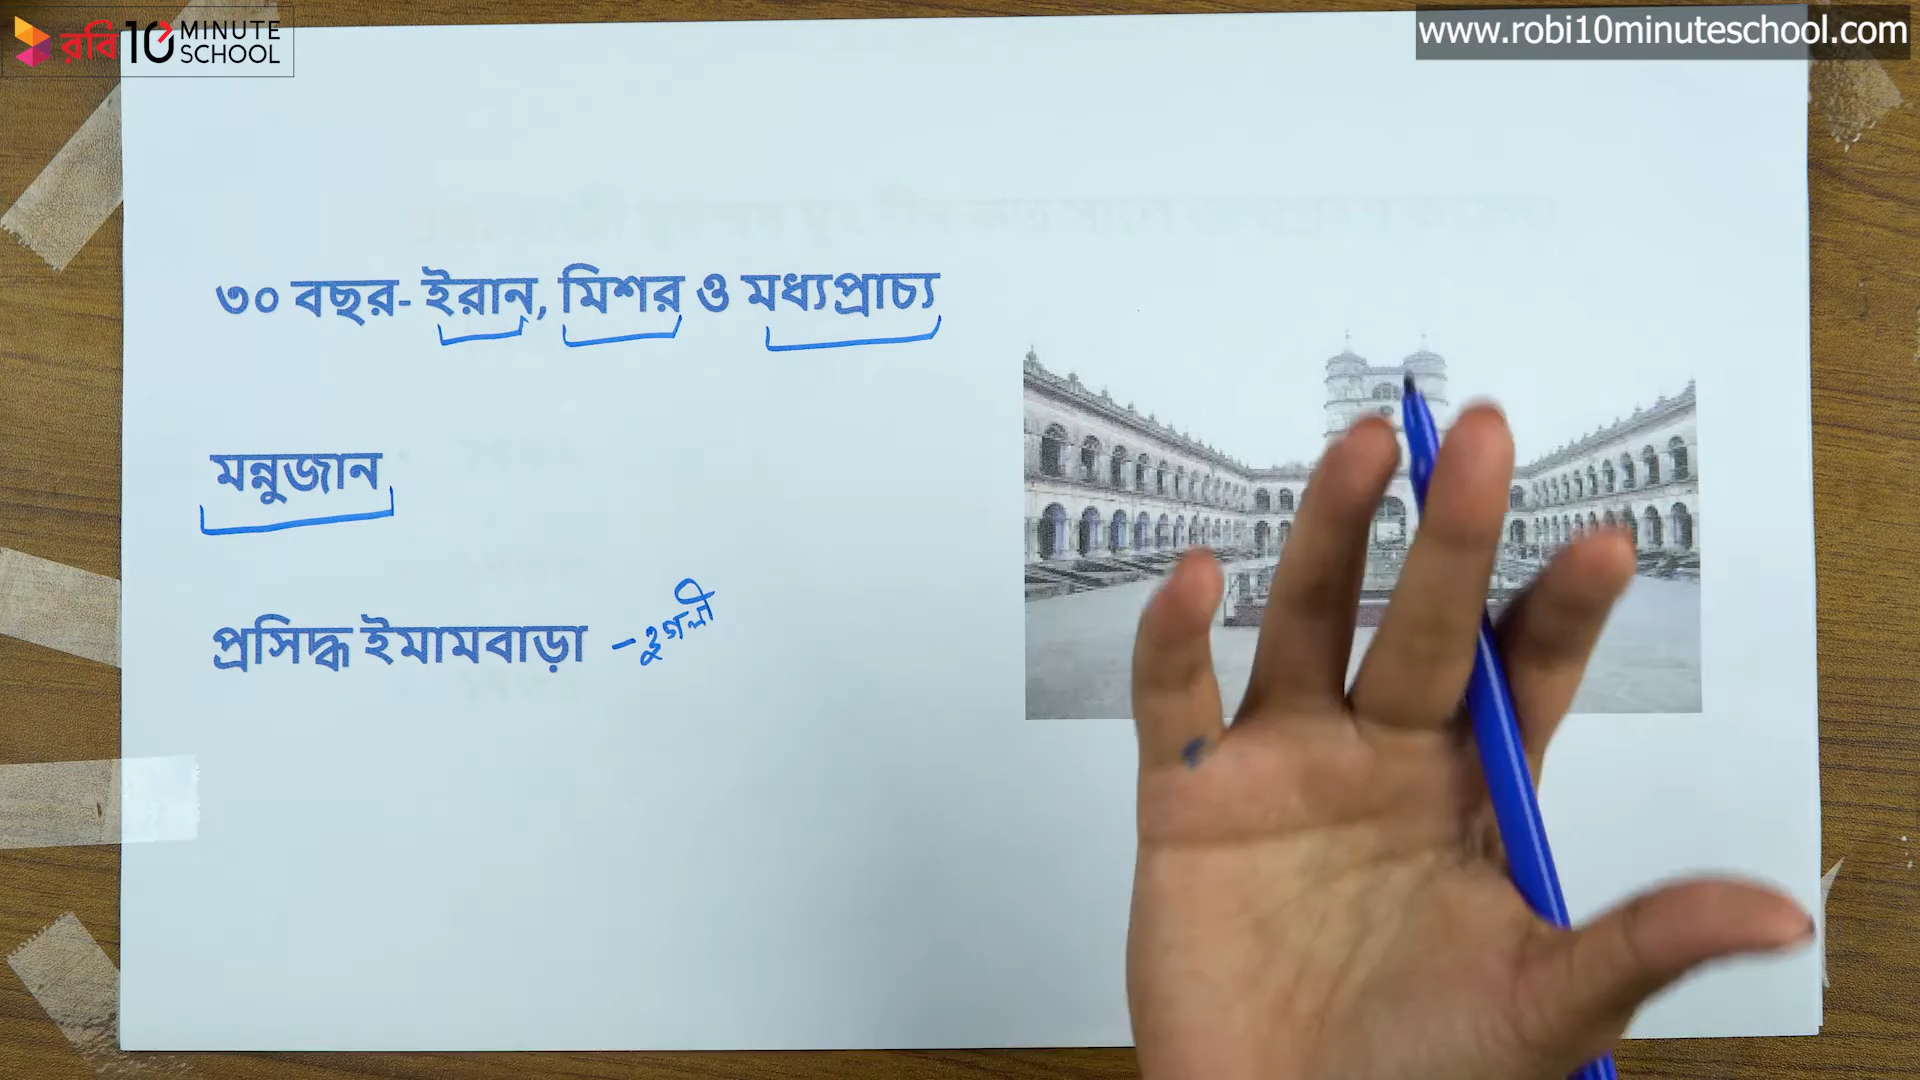 রবি 10 MINUTE SCHOOL
www.robi10minuteschool.com
৩০ বছর- ইরান, মিশর ও মধ্যপ্রাচ্য
মন্নুজান
প্রসিদ্ধ ইমামবাড়া - হুগলী